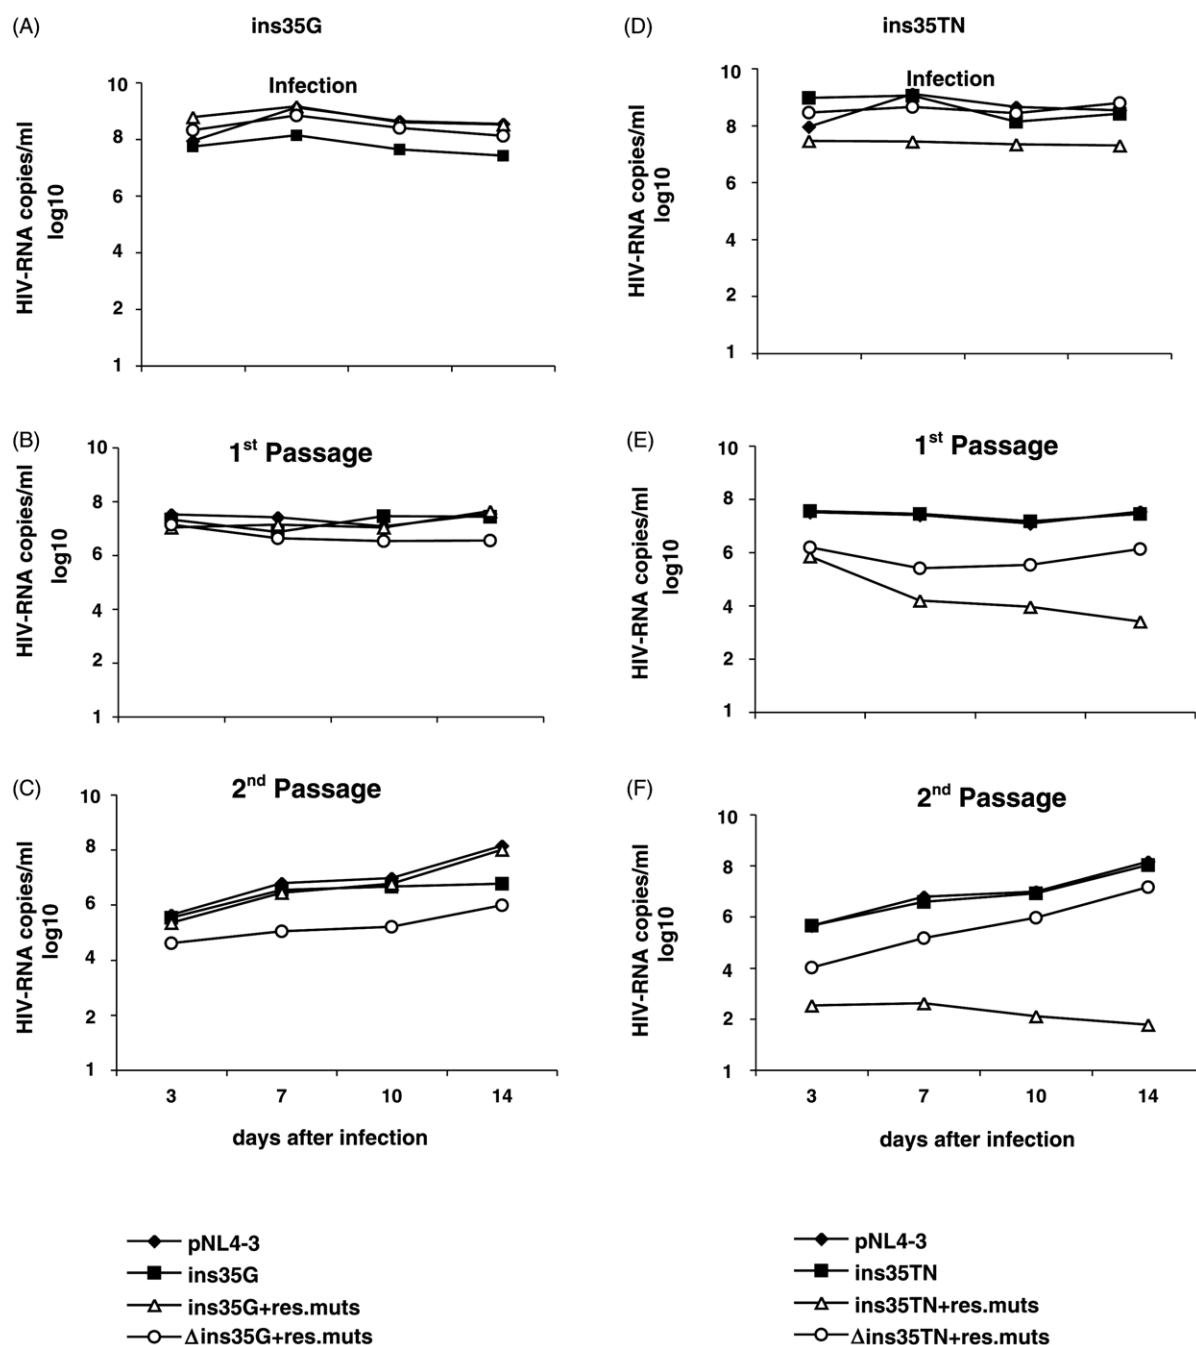 (A)
ins35G
Infection
HIV-RNA copies/ml
log10
10
8
6
4
2
1
(D)
ins35TN
Infection
HIV-RNA copies/ml
log10
10
8
6
4
2
1
(B)
1st Passage
HIV-RNA copies/ml
log10
10
8
6
4
2
1
(E)
1st Passage
HIV-RNA copies/ml
log10
10
8
6
4
2
1
(C)
2nd Passage
HIV-RNA copies/ml
log10
10
8
6
4
2
1
3 7 10 14
days after infection
(F)
2nd Passage
HIV-RNA copies/ml
log10
10
8
6
4
2
1
3 7 10 14
days after infection
pNL4-3
ins35G
ins35G+res.muts
Δins35G+res.muts
pNL4-3
ins35TN
ins35TN+res.muts
Δins35TN+res.muts